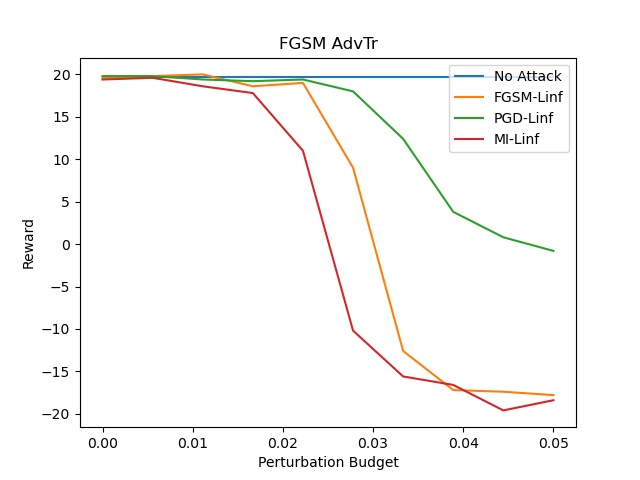 FGSM AdvTr
20
15
10
5
0
−5
−10
−15
−20
Reward
No Attack
FGSM-Linf
PGD-Linf
MI-Linf
0.00
0.01
0.02
0.03
0.04
0.05
Perturbation Budget